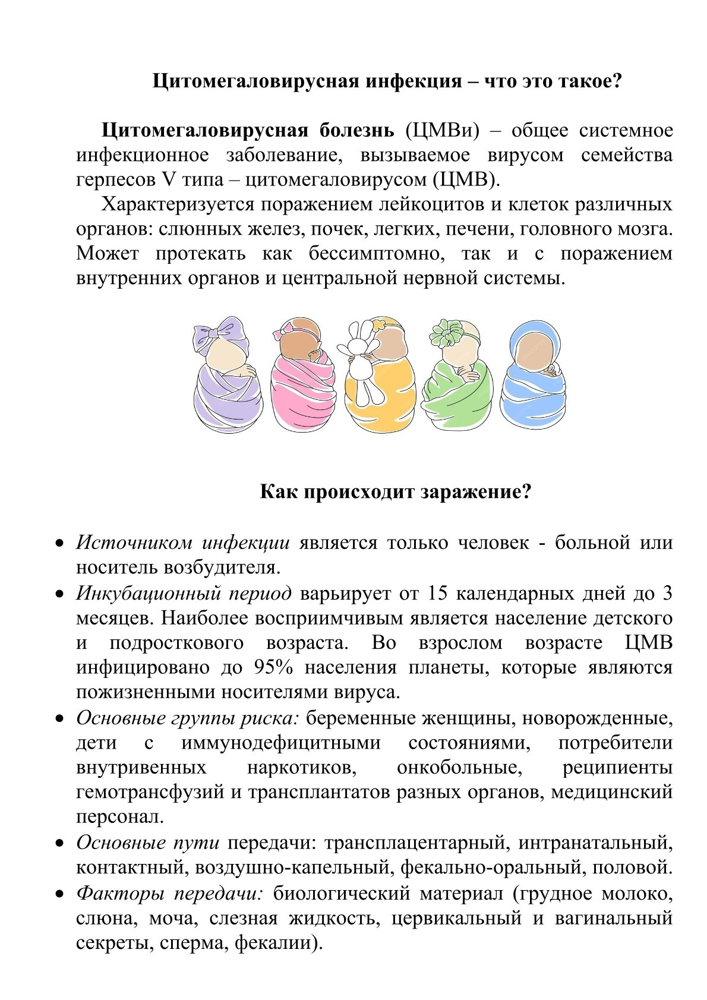 Цитомегаловирусная инфекция – что это такое?
Цитомегаловирусная болезнь (ЦМВи) – общее системное
инфекционное заболевание, вызываемое вирусом семейства
герпесов V типа – цитомегаловирусом (ЦМВ).
Характеризуется поражением лейкоцитов и клеток различных
органов: слюнных желез, почек, легких, печени, головного мозга.
Может протекать как бессимптомно, так и с поражением
внутренних органов и центральной нервной системы.
Как происходит заражение?
• Источником инфекции является только человек - больной или
носитель возбудителя.
• Инкубационный период варьирует от 15 календарных дней до 3
месяцев. Наиболее восприимчивым является население детского
и подросткового возраста. Во взрослом возрасте ЦМВ
инфицировано до 95% населения планеты, которые являются
пожизненными носителями вируса.
• Основные группы риска: беременные женщины, новорожденные,
дети с иммунодефицитными состояниями, потребители
внутривенных наркотиков, онкобольные, реципиенты
гемотрансфузий и трансплантатов разных органов, медицинский
персонал.
• Основные пути передачи: трансплацентарный, интранатальный,
контактный, воздушно-капельный, фекально-оральный, половой.
• Факторы передачи: биологический материал (грудное молоко,
слюна, моча, слезная жидкость, цервикальный и вагинальный
секреты, сперма, фекалии).